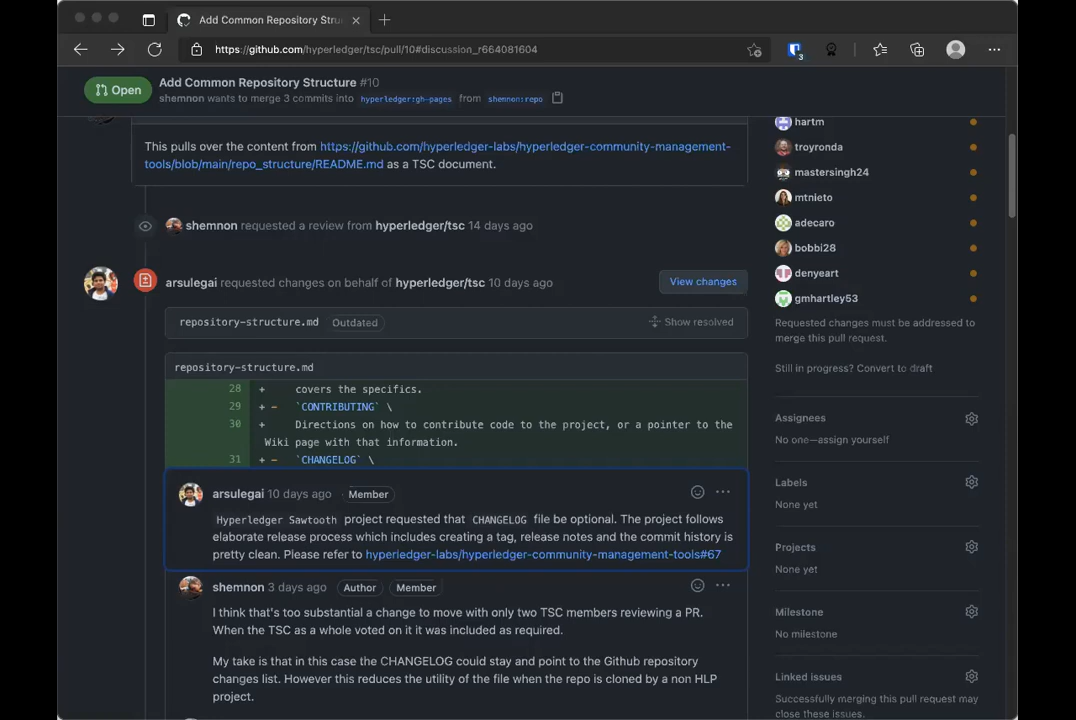 Add Common Repository Stru
https://github.com/hyperledger/tsc/pull/10#discussion_r664081604
3
Open
Add Common Repository Structure #10
shemnon wants to merge 3 commits into hyperledger:gh-pages from shemnon:repo
This pulls over the content from https://github.com/hyperledger-labs/hyperledger-community-management-
tools/blob/main/repo_structure/README.md as a TSC document.
shemnon requested a review from hyperledger/tsc 14 days ago
arsulegai requested changes on behalf of hyperledger/tsc 10 days ago
View changes
repository-structure.md Outdated
Show resolved
repository-structure.md
28 + covers the specifics.
29 + - `CONTRIBUTING` \
30 + Directions on how to contribute code to the project, or a pointer to the
Wiki page with that information.
31 + - `CHANGELOG` \
arsulegai 10 days ago Member
Hyperledger Sawtooth project requested that CHANGELOG file be optional. The project follows
elaborate release process which includes creating a tag, release notes and the commit history is
pretty clean. Please refer to hyperledger-labs/hyperledger-community-management-tools#67
shemnon 3 days ago Author Member
I think that's too substantial a change to move with only two TSC members reviewing a PR.
When the TSC as a whole voted on it it was included as required.
My take is that in this case the CHANGELOG could stay and point to the Github repository
changes list. However this reduces the utility of the file when the repo is cloned by a non HLP
project.
hartm
troyronda
mastersingh24
mtnieto
adecaro
bobbi28
denyeart
gmhartley53
Requested changes must be addressed to
merge this pull request.
Still in progress? Convert to draft
Assignees
No one—assign yourself
Labels
None yet
Projects
None yet
Milestone
No milestone
Linked issues
Successfully merging this pull request may
close these issues.